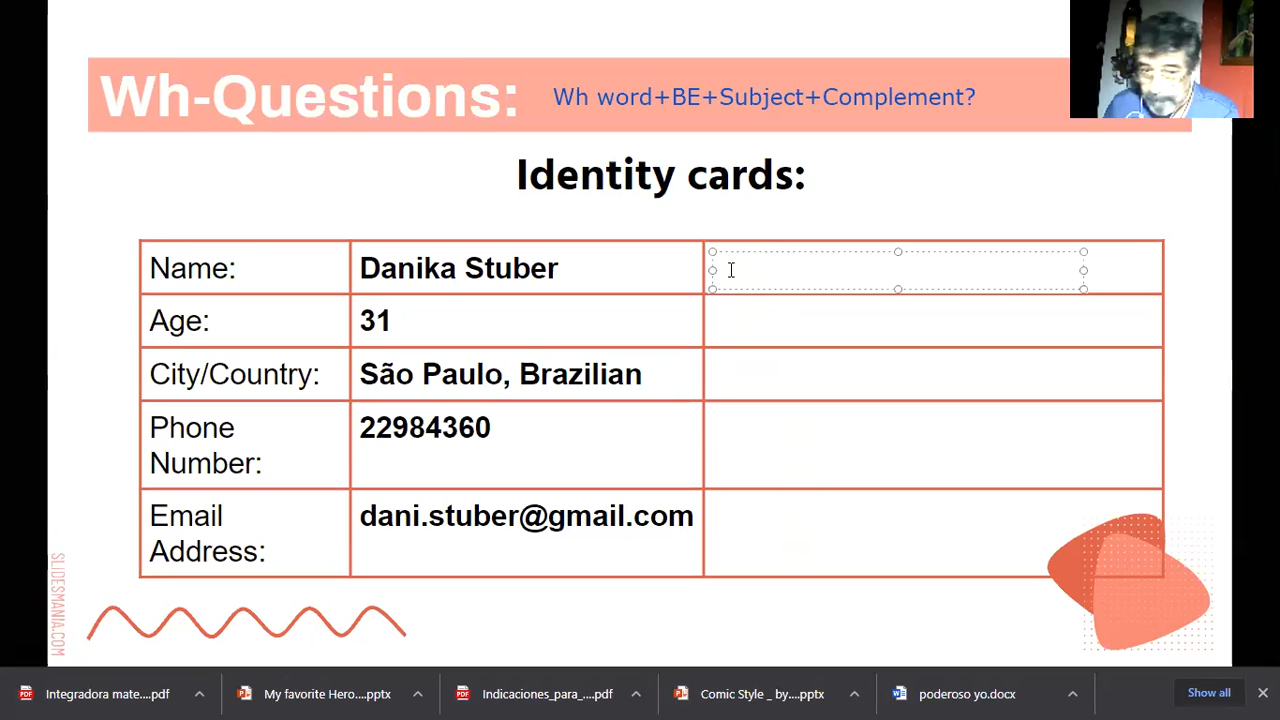 Wh-Questions: Wh word+BE+Subject+Complement?
Identity cards:
Name: Danika Stuber
Age: 31
City/Country: São Paulo, Brazilian
Phone Number: 22984360
Email Address: dani.stuber@gmail.com
SLIDESMANIA.COM
Integradora mate....pdf My favorite Hero....pptx Indicaciones_para_....pdf Comic Style _ by....pptx poderoso yo.docx Show all